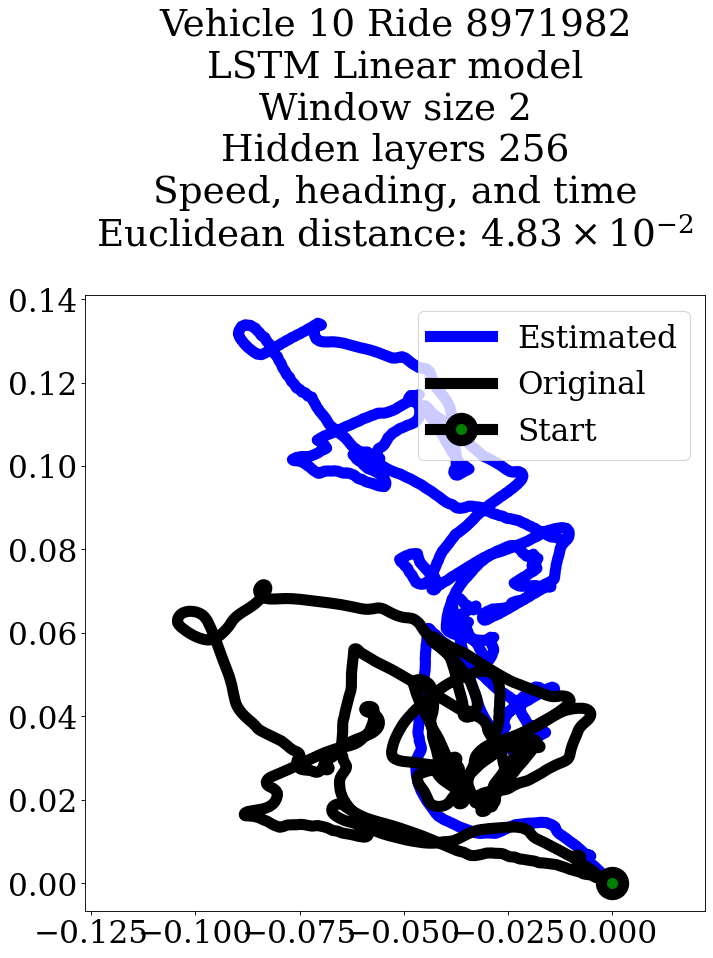 Vehicle 10 Ride 8971982
LSTM Linear model
Window size 2
Hidden layers 256
Speed, heading, and time
Euclidean distance: 4.83 × 10⁻²
0.14
0.12
0.10
0.08
0.06
0.04
0.02
0.00
Estimated
Original
Start
−0.125 −0.100 −0.075 −0.050 −0.025 0.000